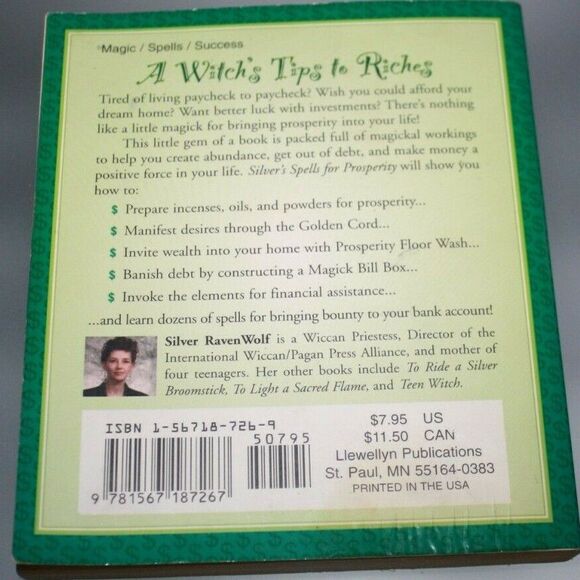 Magic / Spells / Success
A Witch's Tips to Riches
Tired of living paycheck to paycheck? Wish you could afford your
dream home? Want better luck with investments? There's nothing
like a little magick for bringing prosperity into your life!
This little gem of a book is packed full of magickal workings
to help you create abundance, get out of debt, and make money a
positive force in your life. Silver's Spells for Prosperity will show you
how to:
$ Prepare incenses, oils, and powders for prosperity...
$ Manifest desires through the Golden Cord...
$ Invite wealth into your home with Prosperity Floor Wash...
$ Banish debt by constructing a Magick Bill Box...
$ Invoke the elements for financial assistance...
...and learn dozens of spells for bringing bounty to your bank account!
Silver RavenWolf is a Wiccan Priestess, Director of the
International Wiccan/Pagan Press Alliance, and mother of
four teenagers. Her other books include To Ride a Silver
Broomstick, To Light a Sacred Flame, and Teen Witch.
ISBN 1-56718-726-9
50795
9 781567 187267
$7.95 US
$11.50 CAN
Llewellyn Publications
St. Paul, MN 55164-0383
PRINTED IN THE USA